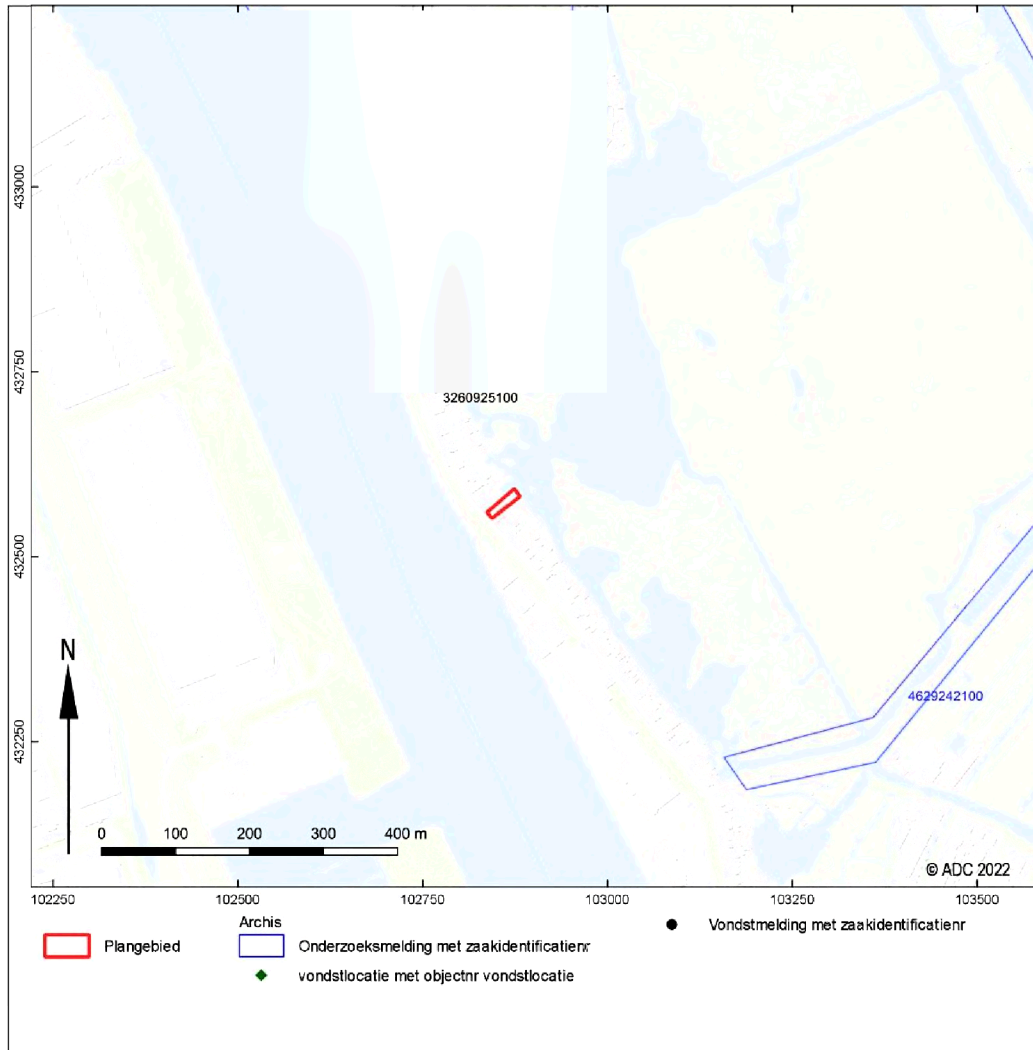 433000
432750
432500
432250
3260925100
4629242100
N
0 100 200 300 400 m
© ADC 2022
102250 102500 102750 103000 103250 103500
Archis
Plangebied
Onderzoeksmelding met zaakidentificatienr
vondstlocatie met objectnr vondstlocatie
Vondstmelding met zaakidentificatienr